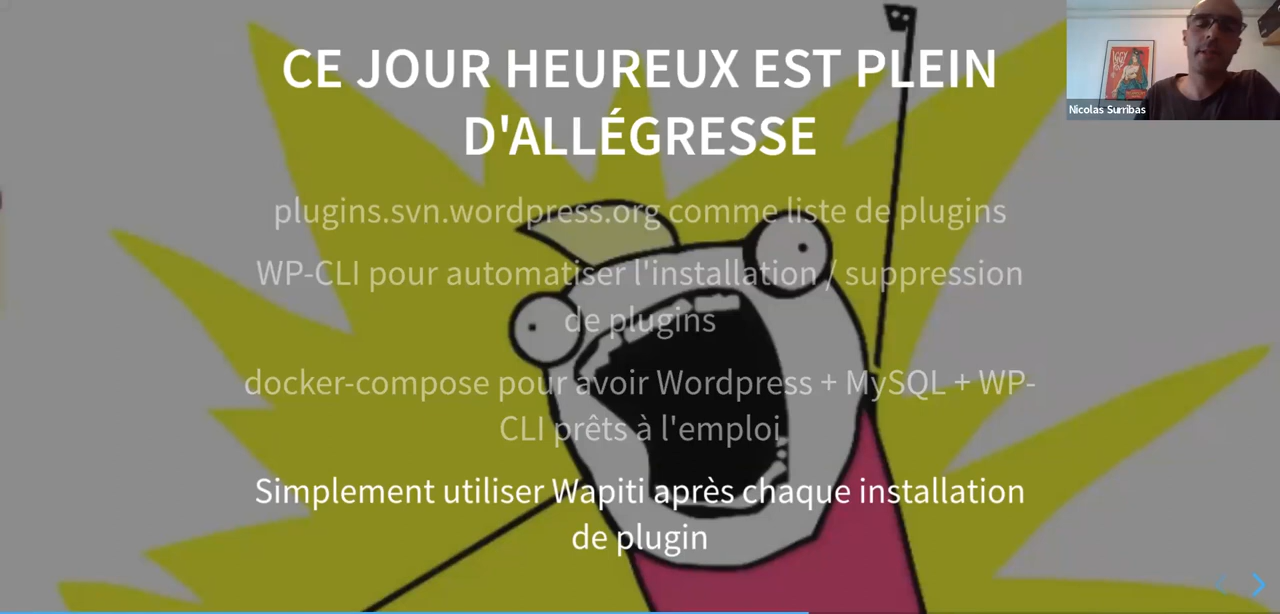 CE JOUR HEUREUX EST PLEIN
D'ALLÉGRESSE
plugins.svn.wordpress.org comme liste de plugins
WP-CLI pour automatiser l'installation / suppression
de plugins
docker-compose pour avoir Wordpress + MySQL + WP-
CLI prêts à l'emploi
Simplement utiliser Wapiti après chaque installation
de plugin
IGGY
POP
Nicolas Surribas